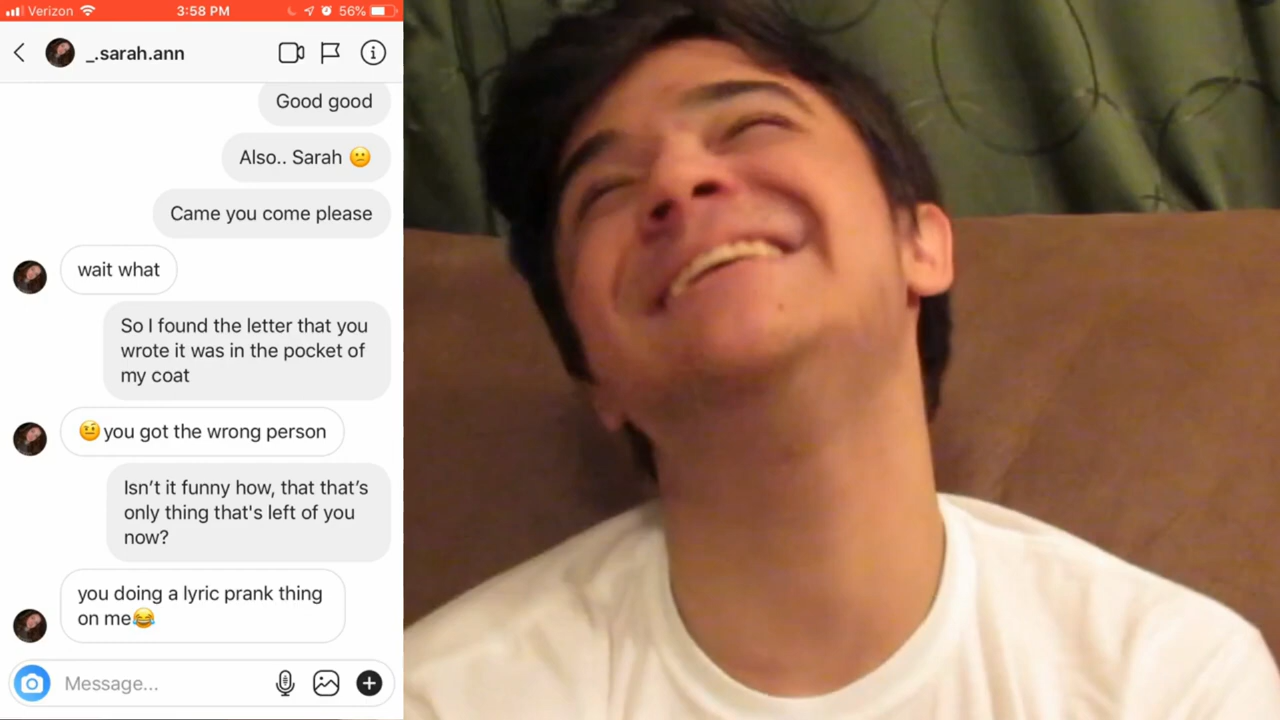 Verizon 3:58 PM 56%
_.sarah.ann
Good good
Also.. Sarah 😕
Came you come please
wait what
So I found the letter that you
wrote it was in the pocket of
my coat
🤨you got the wrong person
Isn’t it funny how, that that’s
only thing that's left of you
now?
you doing a lyric prank thing
on me😂
Message...